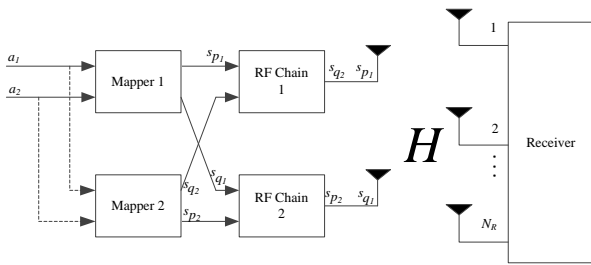 a1
a2
Mapper 1
Mapper 2
sp1
sq2
sq1
sp2
RF Chain
1
RF Chain
2
sq2 sp1
sp2 sq1
H
1
2
⋮
NR
Receiver